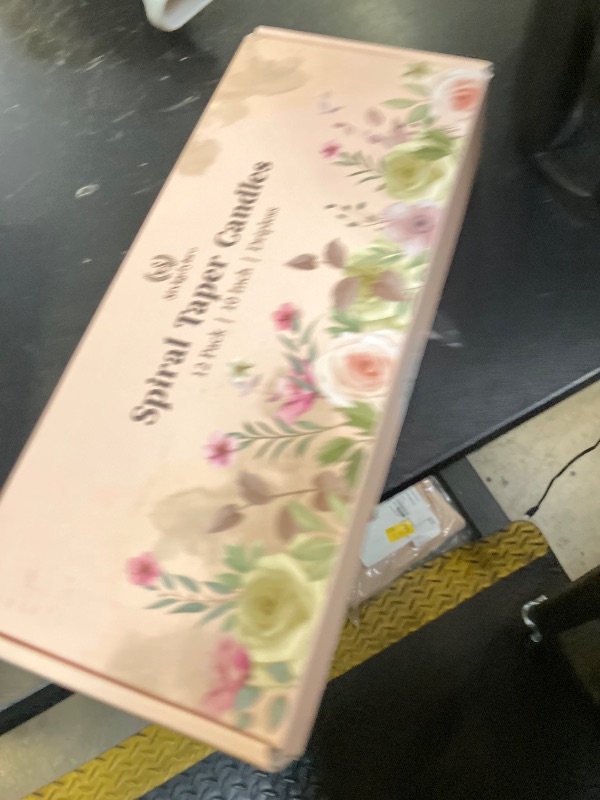 Spiral Taper Candles
12 Pack | 10 Inch | Dripless